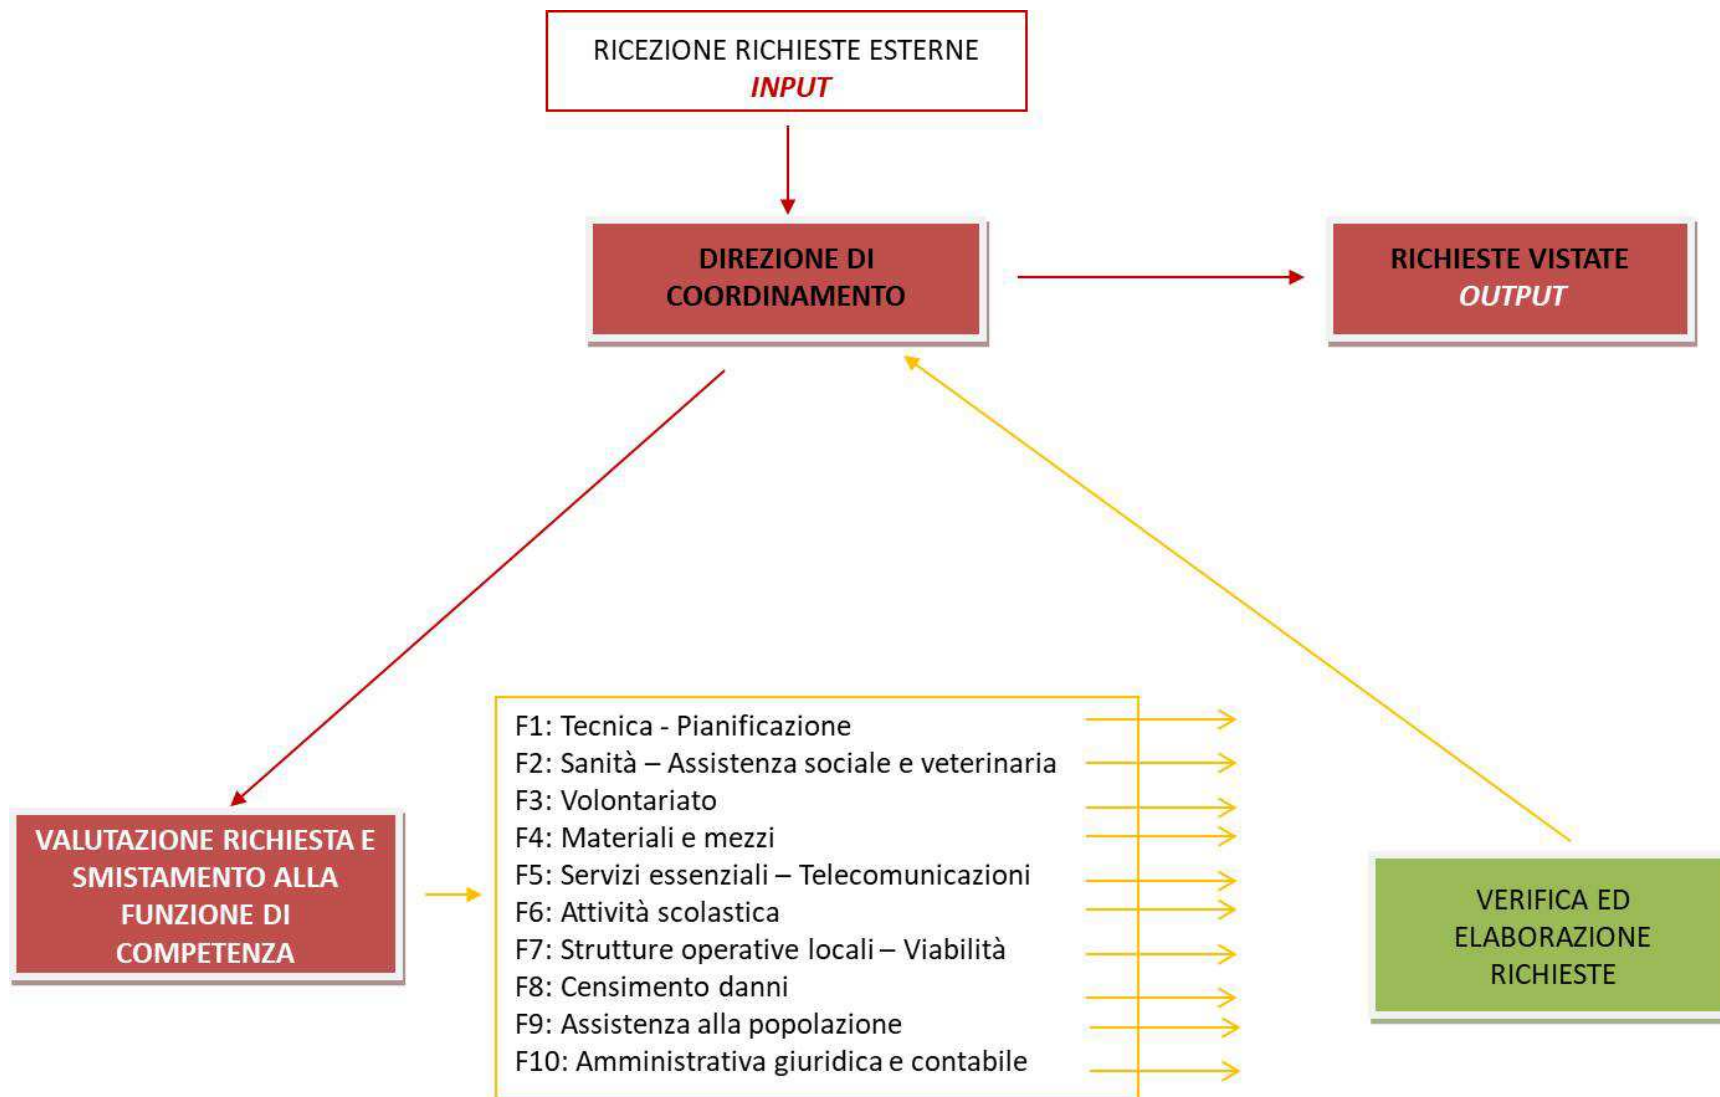 RICEZIONE RICHIESTE ESTERNE
INPUT
DIREZIONE DI
COORDINAMENTO
RICHIESTE VISTATE
OUTPUT
VALUTAZIONE RICHIESTA E
SMISTAMENTO ALLA
FUNZIONE DI
COMPETENZA
F1: Tecnica - Pianificazione
F2: Sanità – Assistenza sociale e veterinaria
F3: Volontariato
F4: Materiali e mezzi
F5: Servizi essenziali – Telecomunicazioni
F6: Attività scolastica
F7: Strutture operative locali – Viabilità
F8: Censimento danni
F9: Assistenza alla popolazione
F10: Amministrativa giuridica e contabile
VERIFICA ED
ELABORAZIONE
RICHIESTE